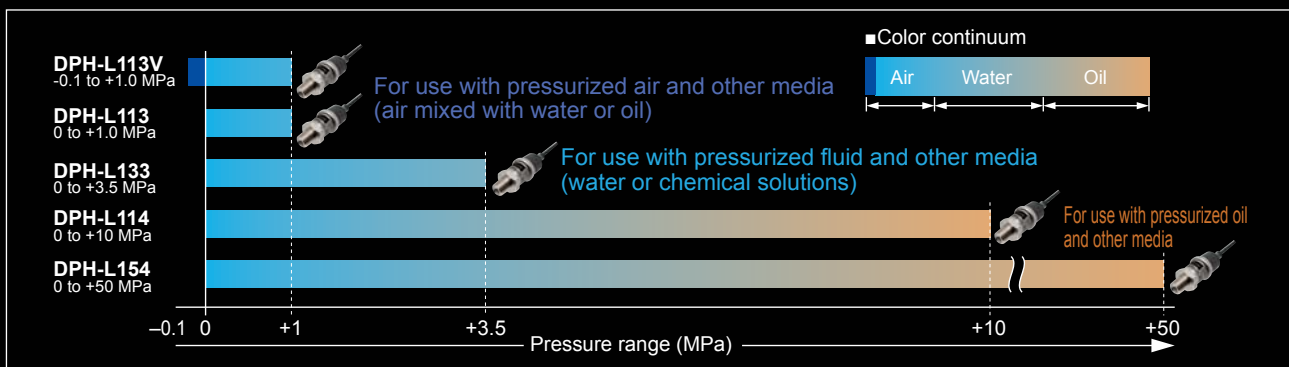 ■Color continuum
Air Water Oil
DPH-L113V
-0.1 to +1.0 MPa
For use with pressurized air and other media
(air mixed with water or oil)
DPH-L113
0 to +1.0 MPa
DPH-L133
0 to +3.5 MPa
For use with pressurized fluid and other media
(water or chemical solutions)
DPH-L114
0 to +10 MPa
For use with pressurized oil
and other media
DPH-L154
0 to +50 MPa
–0.1 0 +1 +3.5 +10 +50
Pressure range (MPa)